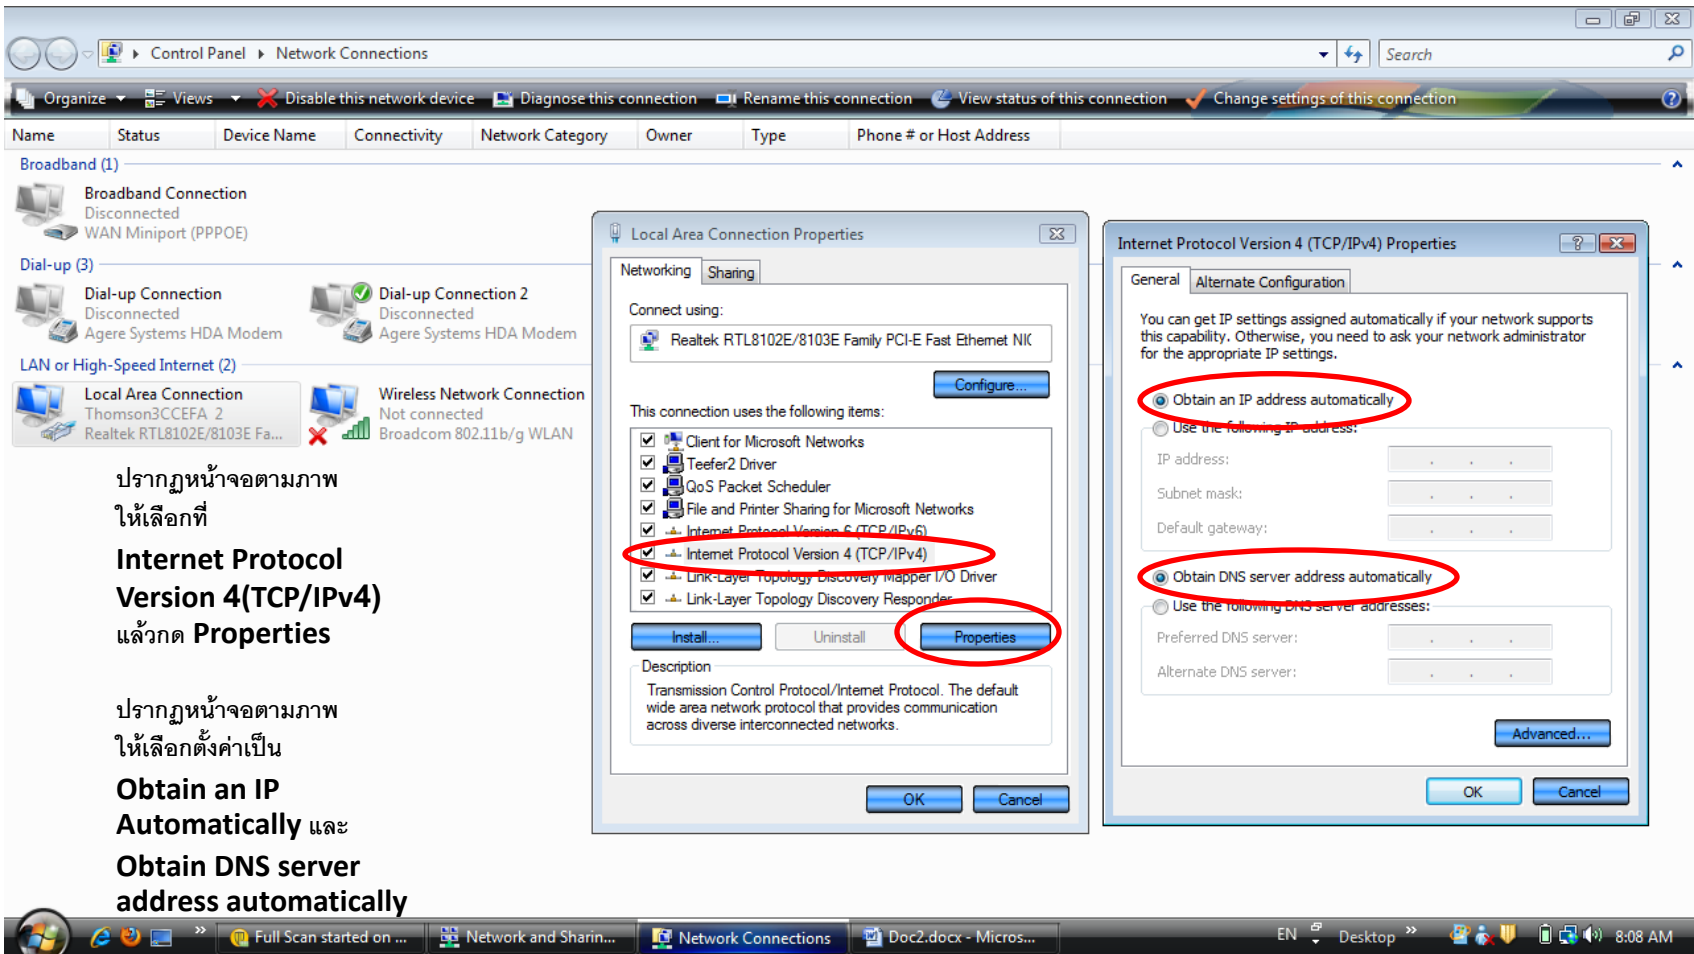 Control Panel
Network Connections
Search
Organize
Views
Disable this network device
Diagnose this connection
Rename this connection
View status of this connection
Change settings of this connection
Name
Status
Device Name
Connectivity
Network Category
Owner
Type
Phone # or Host Address
Broadband (1)
Broadband Connection
Disconnected
WAN Miniport (PPPOE)
Dial-up (3)
Dial-up Connection
Disconnected
Agere Systems HDA Modem
Dial-up Connection 2
Disconnected
Agere Systems HDA Modem
LAN or High-Speed Internet (2)
Local Area Connection
Thomson3CCEFA 2
Realtek RTL8102E/8103E Fa...
Wireless Network Connection
Not connected
Broadcom 802.11b/g WLAN
ปรากฏหน้าจอตามภาพ
ให้เลือกที่
Internet Protocol
Version 4(TCP/IPv4)
แล้วกด Properties
ปรากฏหน้าจอตามภาพ
ให้เลือกตั้งค่าเป็น
Obtain an IP
Automatically และ
Obtain DNS server
address automatically
Local Area Connection Properties
Networking
Sharing
Connect using:
Realtek RTL8102E/8103E Family PCI-E Fast Ethernet NIC
Configure...
This connection uses the following items:
Client for Microsoft Networks
Teefer2 Driver
QoS Packet Scheduler
File and Printer Sharing for Microsoft Networks
Internet Protocol Version 6 (TCP/IPv6)
Internet Protocol Version 4 (TCP/IPv4)
Link-Layer Topology Discovery Mapper I/O Driver
Link-Layer Topology Discovery Responder
Install...
Uninstall
Properties
Description
Transmission Control Protocol/Internet Protocol. The default
wide area network protocol that provides communication
across diverse interconnected networks.
OK
Cancel
Internet Protocol Version 4 (TCP/IPv4) Properties
General
Alternate Configuration
You can get IP settings assigned automatically if your network supports
this capability. Otherwise, you need to ask your network administrator
for the appropriate IP settings.
Obtain an IP address automatically
Use the following IP address:
IP address:
Subnet mask:
Default gateway:
Obtain DNS server address automatically
Use the following DNS server addresses:
Preferred DNS server:
Alternate DNS server:
Advanced...
OK
Cancel
Full Scan started on ...
Network and Sharin...
Network Connections
Doc2.docx - Micros...
EN
Desktop
8:08 AM